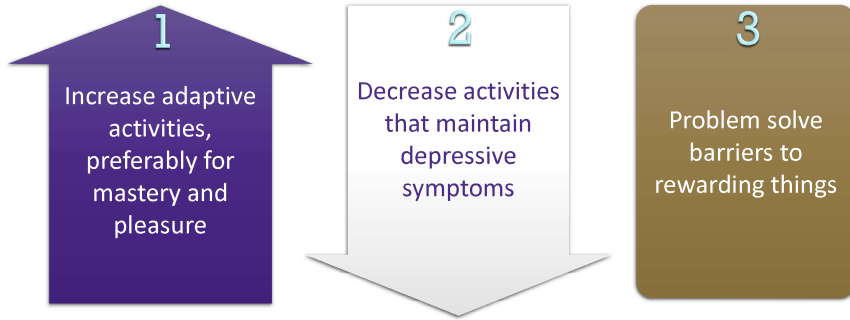 1
Increase adaptive
activities,
preferably for
mastery and
pleasure
2
Decrease activities
that maintain
depressive
symptoms
3
Problem solve
barriers to
rewarding things